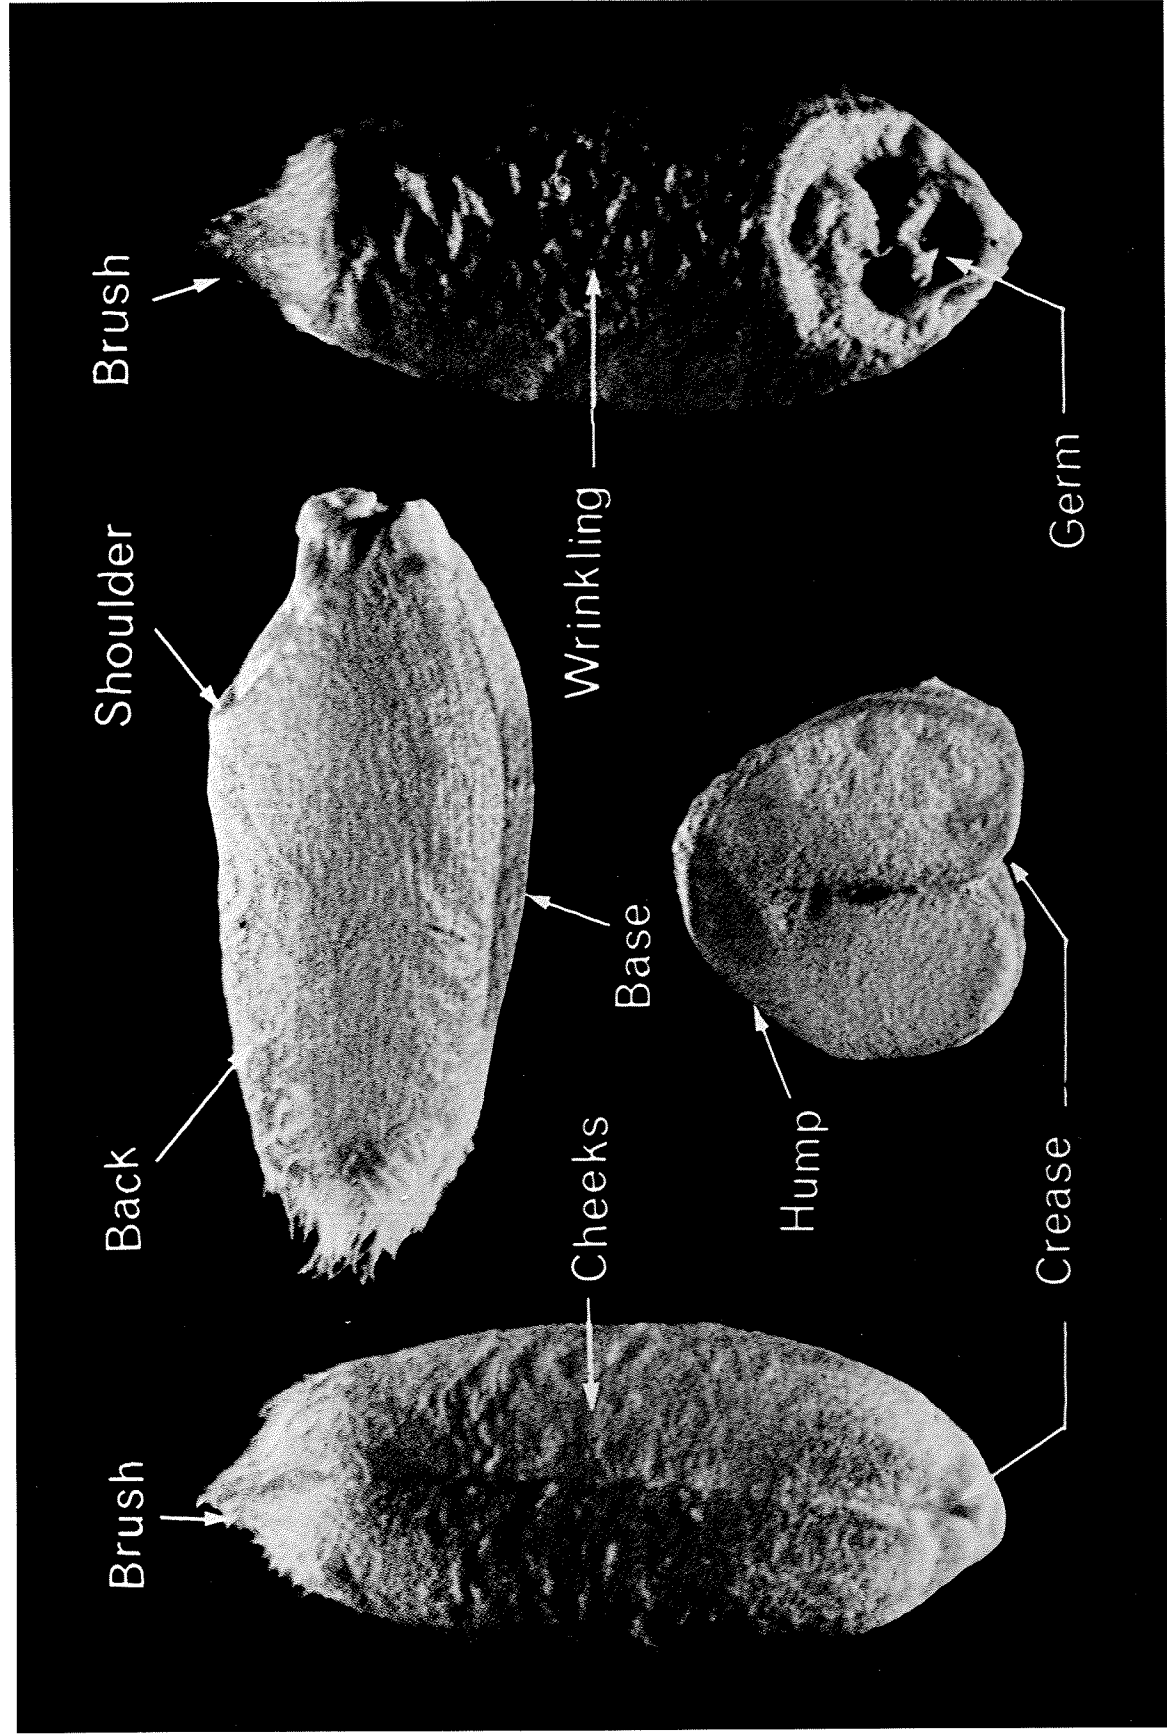 Brush
Back
Shoulder
Brush
Cheeks
Base
Wrinkling
Hump
Crease
Germ